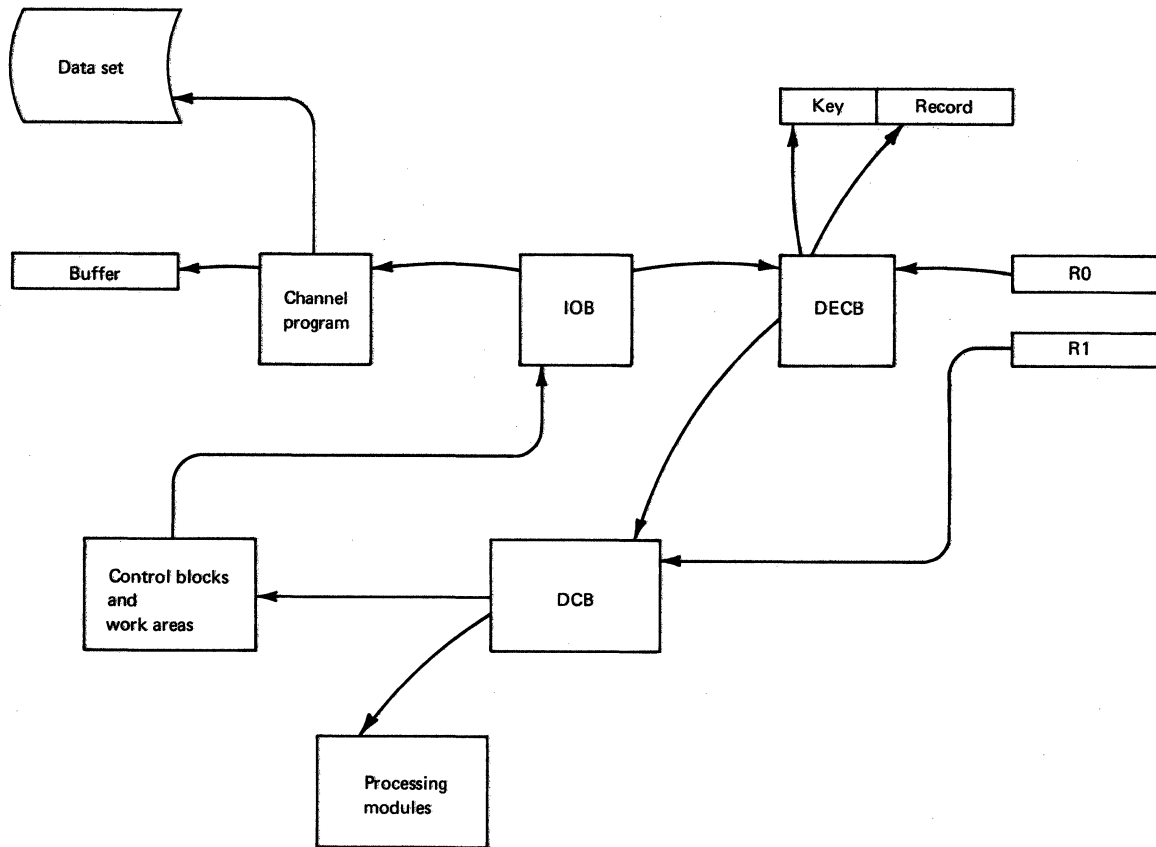 Data set
Key
Record
Buffer
Channel
program
IOB
DECB
R0
R1
Control blocks
and
work areas
DCB
Processing
modules